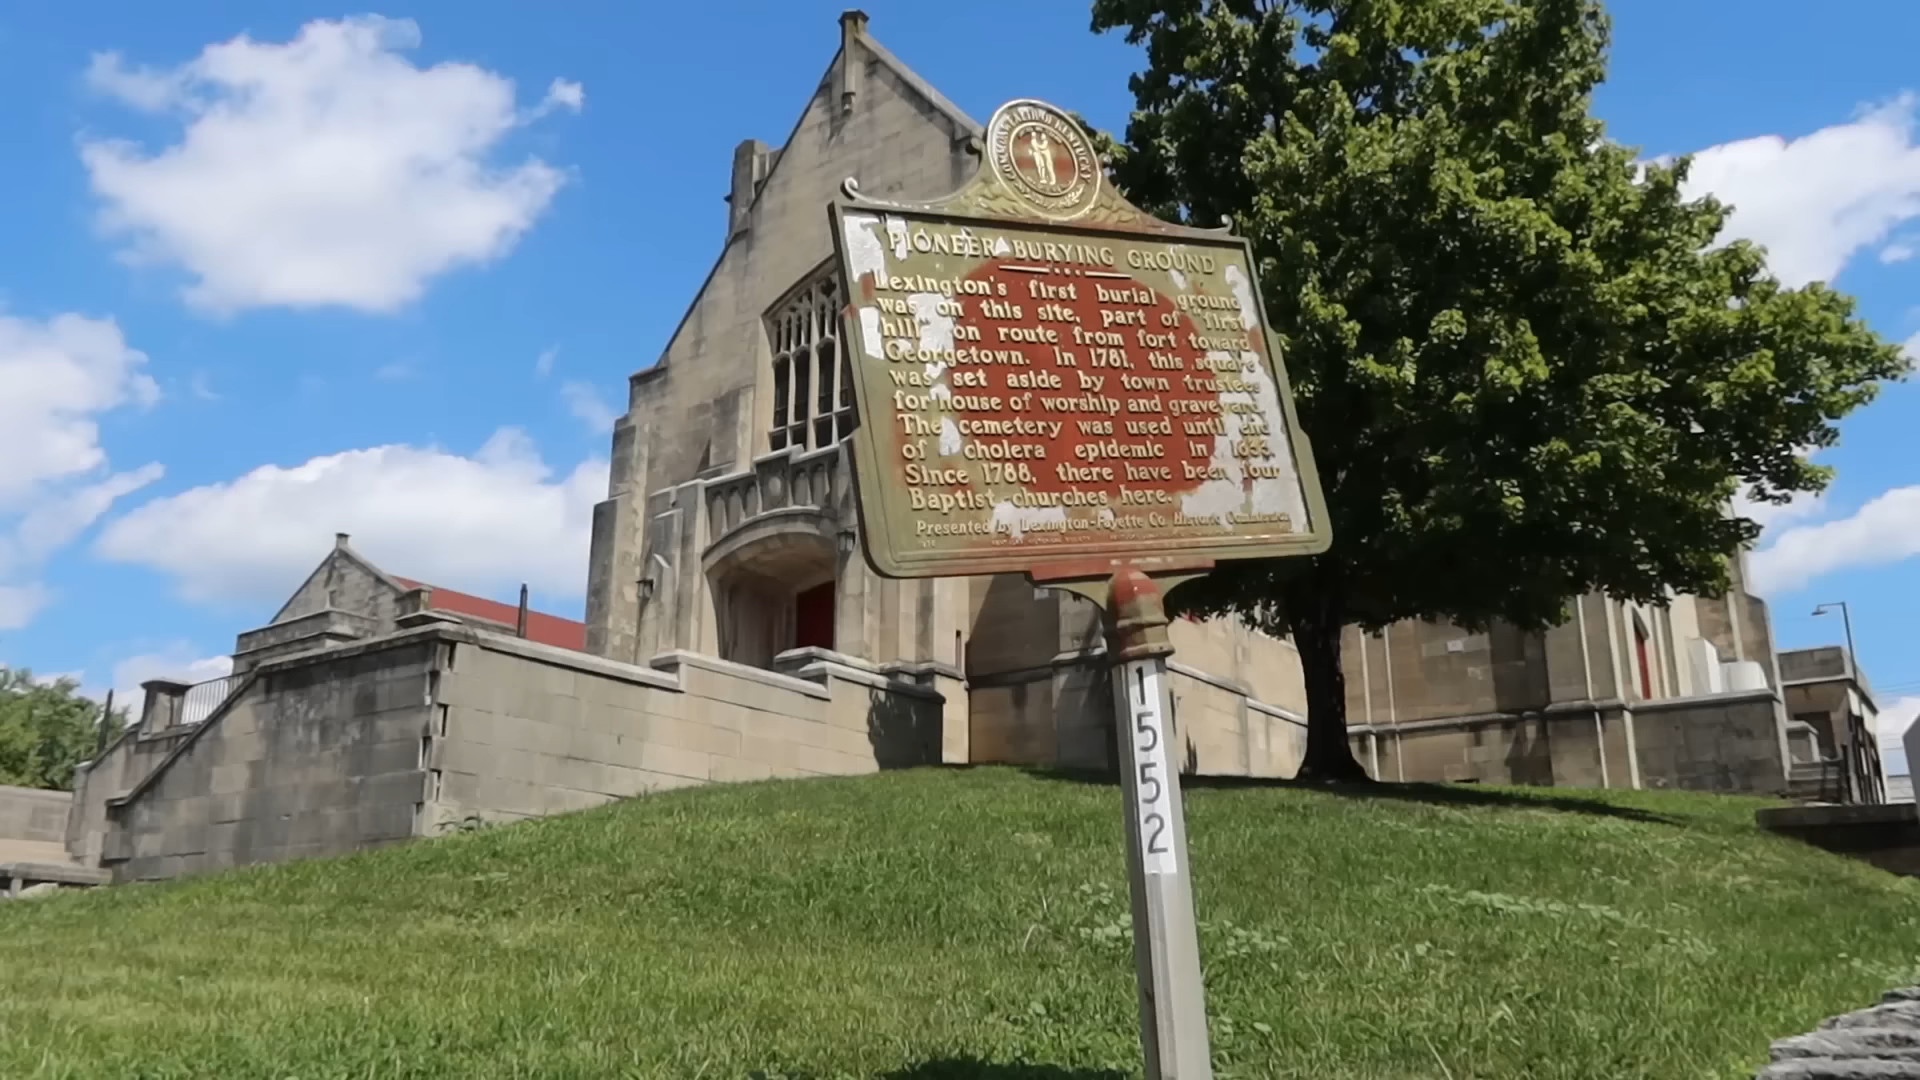 COMMONWEALTH OF KENTUCKY
PIONEER BURYING GROUND
Lexington's first burial ground
was on this site, part of "first
hill" on route from fort toward
Georgetown. In 1781, this square
was set aside by town trustees
for house of worship and graveyard.
The cemetery was used until end
of cholera epidemic in 1833.
Since 1788, there have been four
Baptist churches here.
Presented by Lexington-Fayette Co. Historic Commission
1552